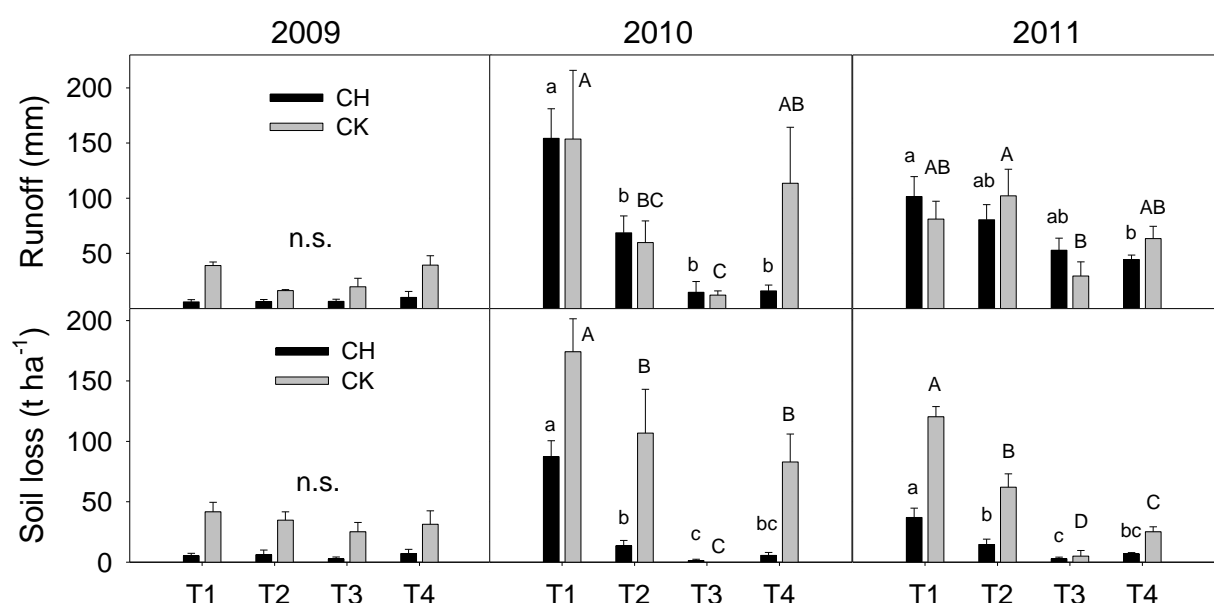 2009 2010 2011
Runoff (mm)
200
150
100
50
CH
CK
n.s.
a A
b BC
b C
b AB
a AB
ab A
ab B
b AB
Soil loss (t ha⁻¹)
200
150
100
50
0
CH
CK
n.s.
a A
b B
c C
bc B
a A
b B
c D
bc C
T1 T2 T3 T4 T1 T2 T3 T4 T1 T2 T3 T4